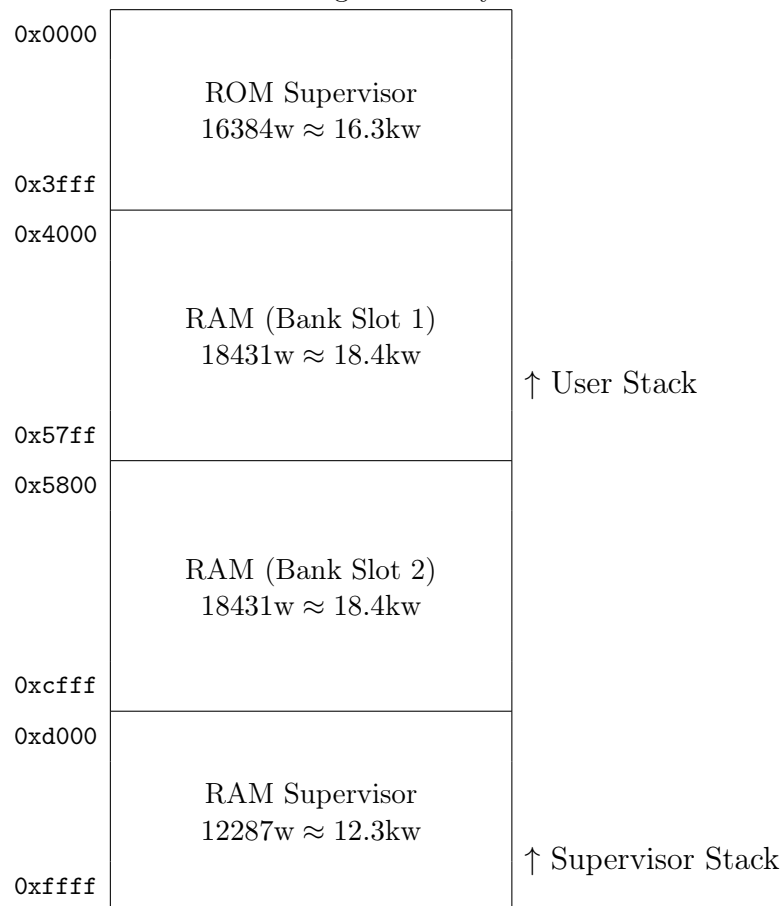 0x0000
ROM Supervisor
16384w ≈ 16.3kw
0x3fff
0x4000
RAM (Bank Slot 1)
18431w ≈ 18.4kw
↑ User Stack
0x57ff
0x5800
RAM (Bank Slot 2)
18431w ≈ 18.4kw
0xcfff
0xd000
RAM Supervisor
12287w ≈ 12.3kw
↑ Supervisor Stack
0xffff